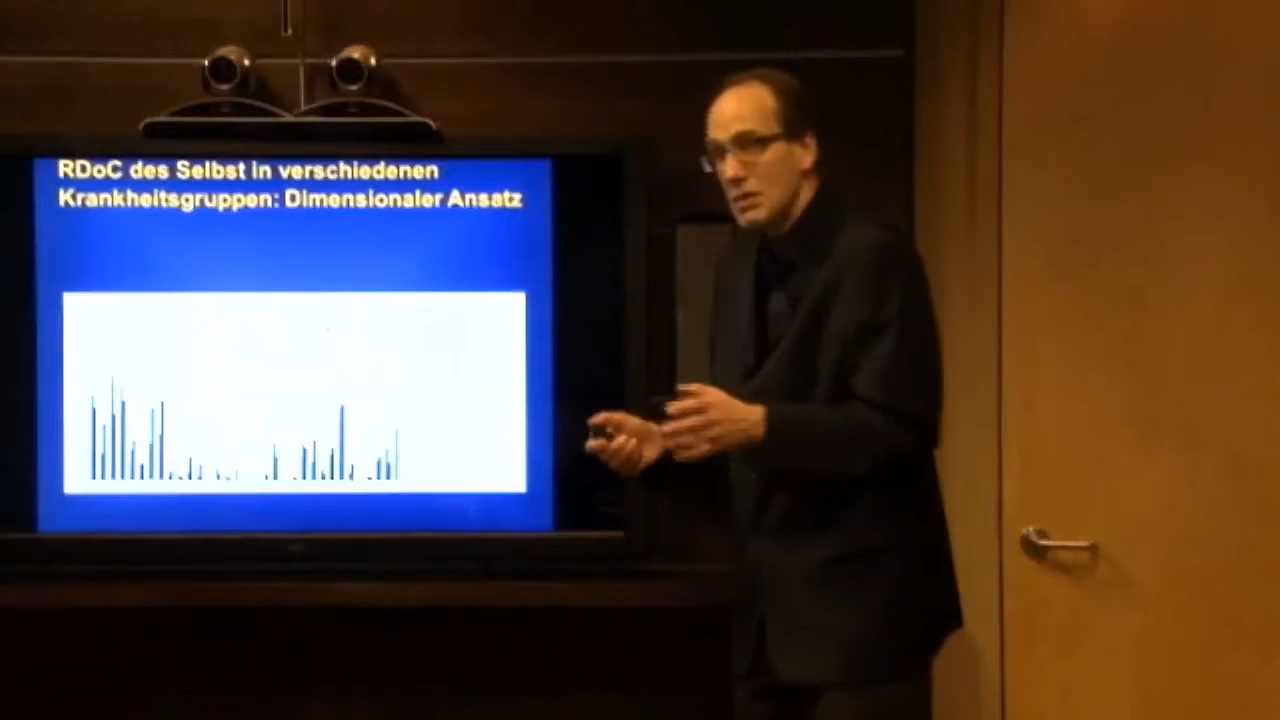 RDoC des Selbst in verschiedenen
Krankheitsgruppen: Dimensionaler Ansatz